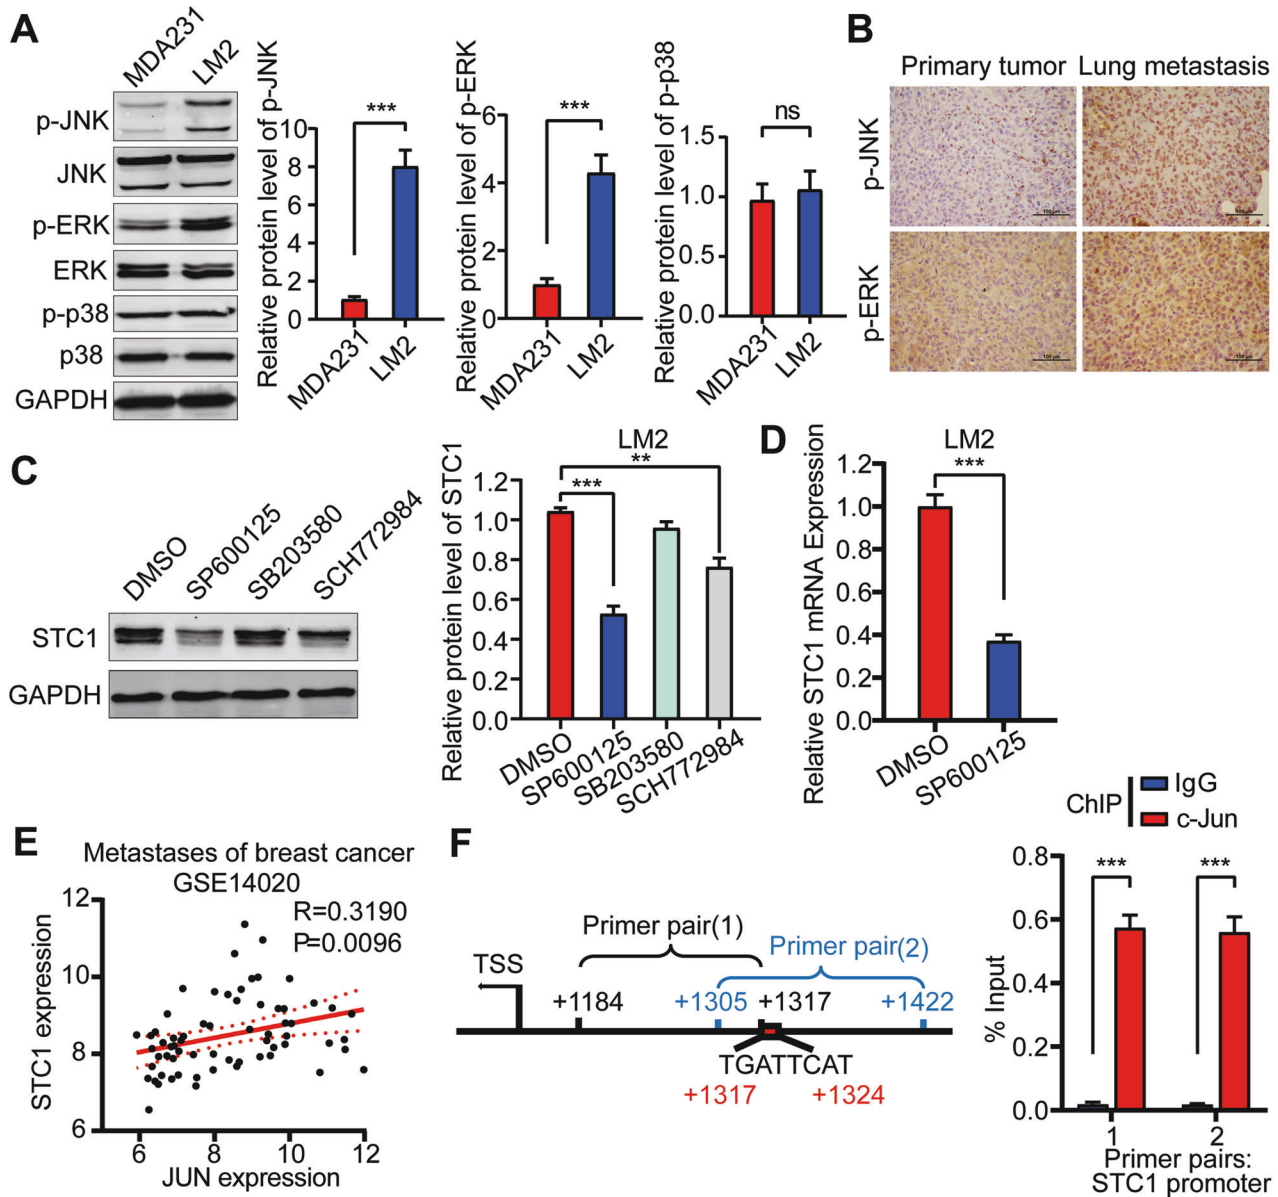 A
MDA231
LM2
p-JNK
JNK
p-ERK
ERK
p-p38
p38
GAPDH
Relative protein level of p-JNK
10
8
6
4
2
0
***
MDA231
LM2
Relative protein level of p-ERK
6
4
2
0
***
MDA231
LM2
Relative protein level of p-p38
1.5
1.0
0.5
0.0
ns
MDA231
LM2
B
Primary tumor
Lung metastasis
p-JNK
p-ERK
100 µm
100 µm
100 µm
100 µm
C
DMSO
SP600125
SB203580
SCH772984
STC1
GAPDH
LM2
Relative protein level of STC1
1.2
1.0
0.8
0.6
0.4
0.2
0.0
***
**
DMSO
SP600125
SB203580
SCH772984
D
LM2
Relative STC1 mRNA Expression
1.2
1.0
0.8
0.6
0.4
0.2
0.0
***
DMSO
SP600125
E
Metastases of breast cancer
GSE14020
R=0.3190
P=0.0096
STC1 expression
12
10
8
6
6 8 10 12
JUN expression
F
TSS
Primer pair(1)
Primer pair(2)
+1184
+1305
+1317
+1422
TGATTCAT
+1317
+1324
ChIP
IgG
c-Jun
% Input
0.8
0.6
0.4
0.2
0.0
***
***
1 2
Primer pairs:
STC1 promoter